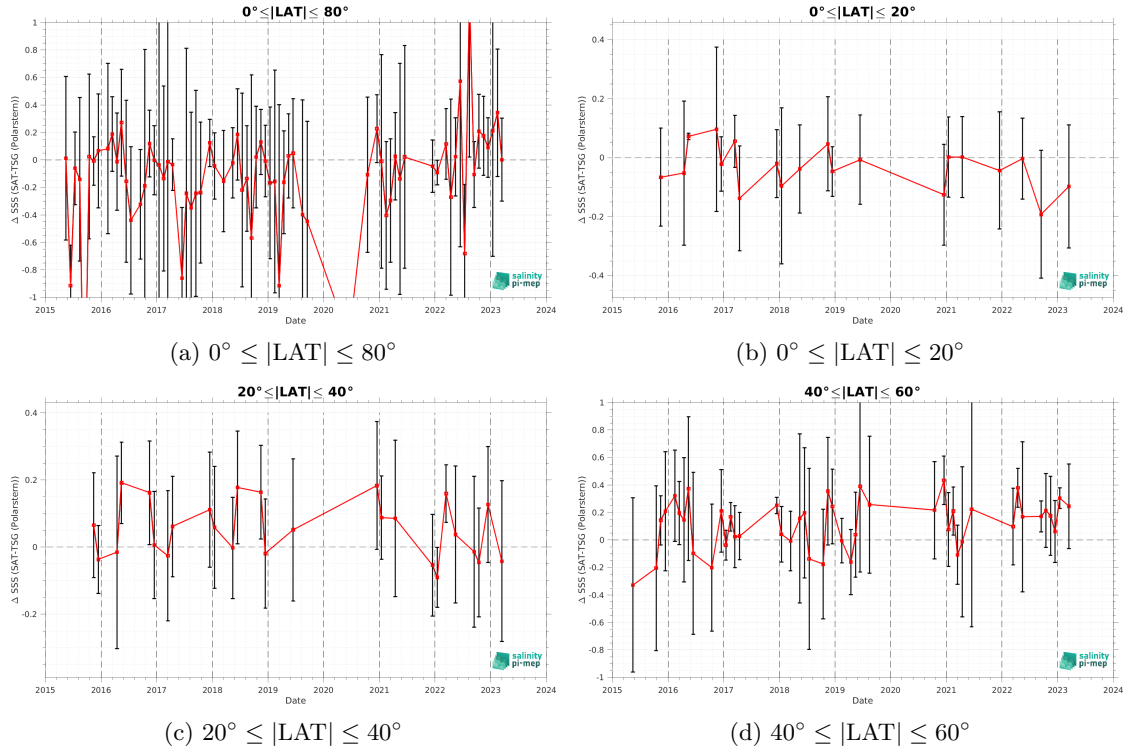 0°≤|LAT|≤ 80°
Δ SSS (SAT-TSG (Polarstern))
1
0.8
0.6
0.4
0.2
0
-0.2
-0.4
-0.6
-0.8
-1
2015 2016 2017 2018 2019 2020 2021 2022 2023 2024
Date
salinity
pi-mep
(a) 0° ≤ |LAT| ≤ 80°
0°≤|LAT|≤ 20°
Δ SSS (SAT-TSG (Polarstern))
0.4
0.2
0
-0.2
-0.4
2015 2016 2017 2018 2019 2020 2021 2022 2023 2024
Date
salinity
pi-mep
(b) 0° ≤ |LAT| ≤ 20°
20°≤|LAT|≤ 40°
Δ SSS (SAT-TSG (Polarstern))
0.4
0.2
0
-0.2
2015 2016 2017 2018 2019 2020 2021 2022 2023 2024
Date
salinity
pi-mep
(c) 20° ≤ |LAT| ≤ 40°
40°≤|LAT|≤ 60°
Δ SSS (SAT-TSG (Polarstern))
1
0.8
0.6
0.4
0.2
0
-0.2
-0.4
-0.6
-0.8
-1
2015 2016 2017 2018 2019 2020 2021 2022 2023 2024
Date
salinity
pi-mep
(d) 40° ≤ |LAT| ≤ 60°